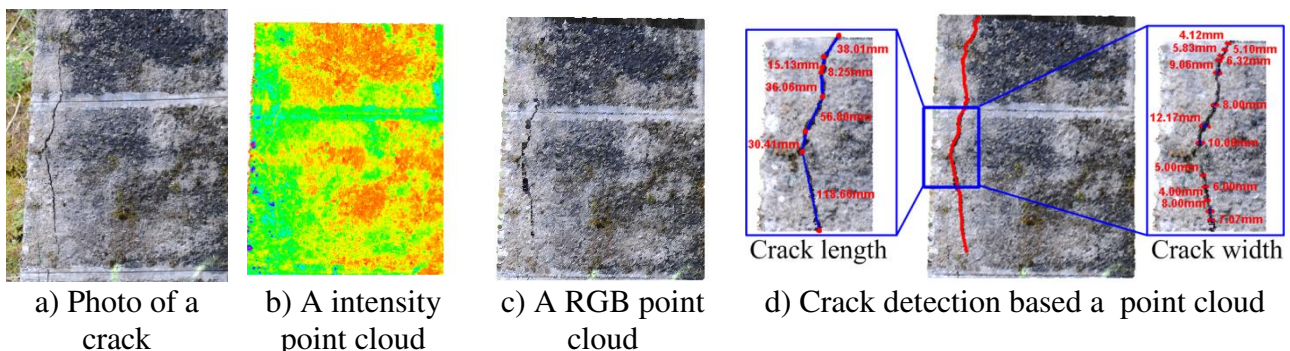 38.01mm
15.13mm
8.25mm
36.06mm
56.80mm
30.41mm
118.60mm
Crack length
4.12mm
5.83mm
5.10mm
6.32mm
9.06mm
8.00mm
12.17mm
10.00mm
5.00mm
6.00mm
4.00mm
8.00mm
7.07mm
Crack width
a) Photo of a
crack
b) A intensity
point cloud
c) A RGB point
cloud
d) Crack detection based a point cloud